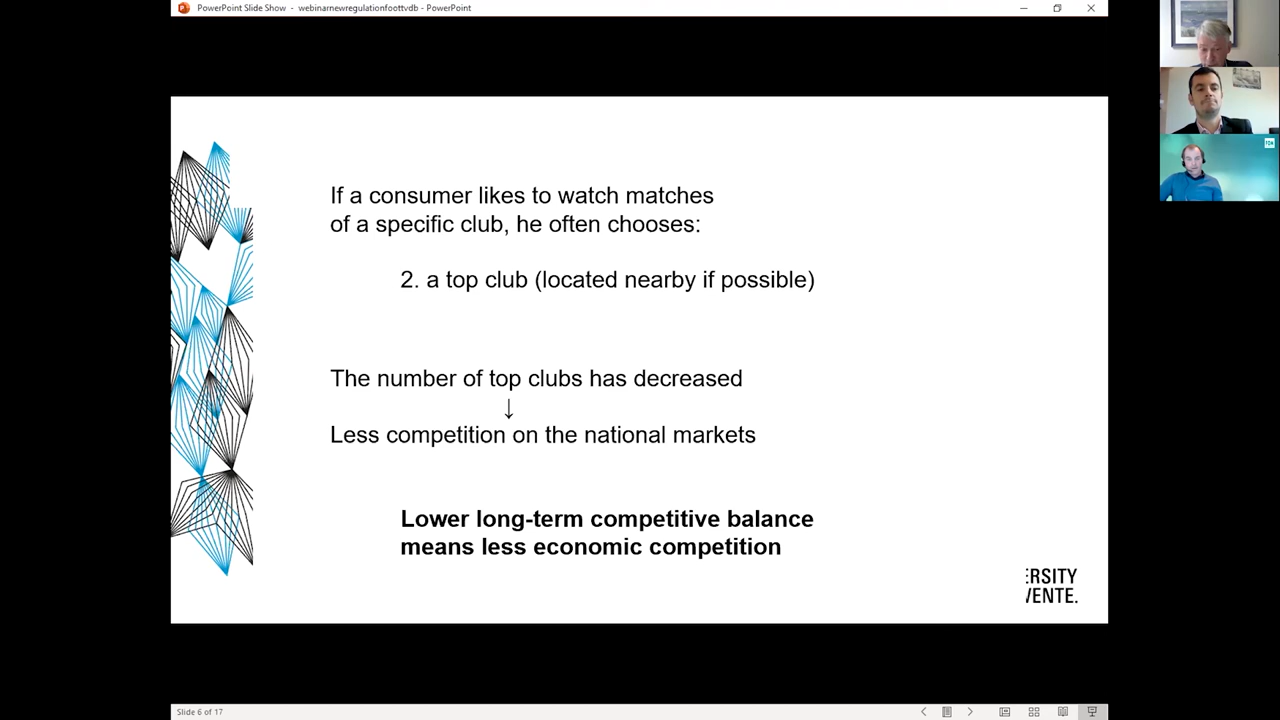 PowerPoint Slide Show - webinarnewregulationfoottvdb - PowerPoint
If a consumer likes to watch matches
of a specific club, he often chooses:
2. a top club (located nearby if possible)
The number of top clubs has decreased
↓
Less competition on the national markets
Lower long-term competitive balance
means less economic competition
ERSITY
VENTE.
Slide 6 of 17